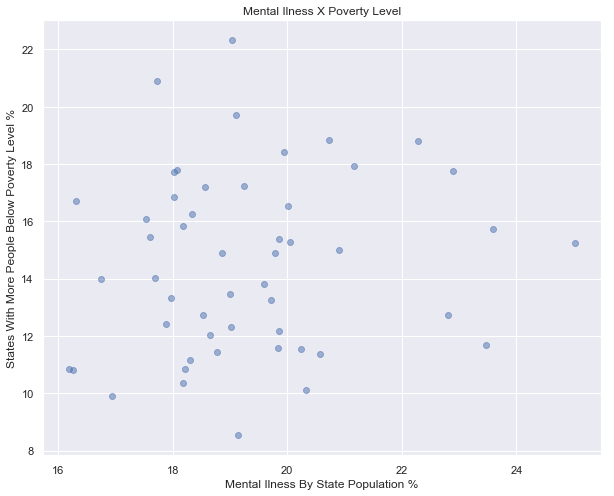 Mental Ilness X Poverty Level
22
20
18
16
14
12
10
8
States With More People Below Poverty Level %
16 18 20 22 24
Mental Ilness By State Population %